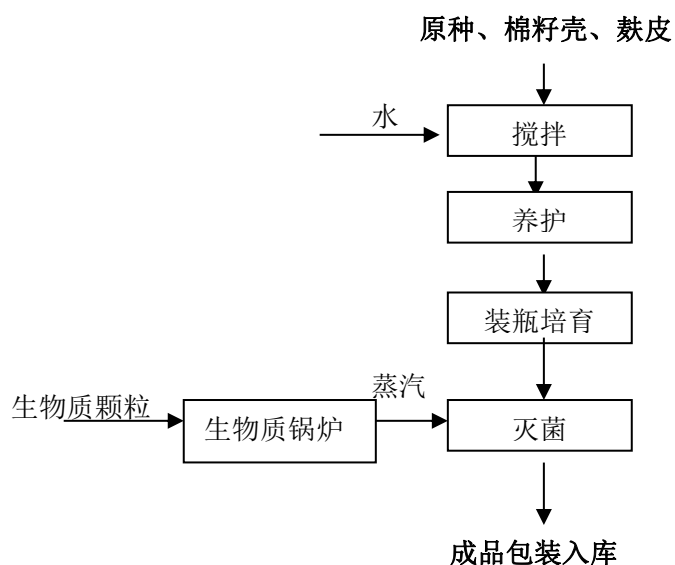 原种、棉籽壳、麸皮
水
搅拌
养护
装瓶培育
蒸汽
生物质颗粒
生物质锅炉
灭菌
成品包装入库